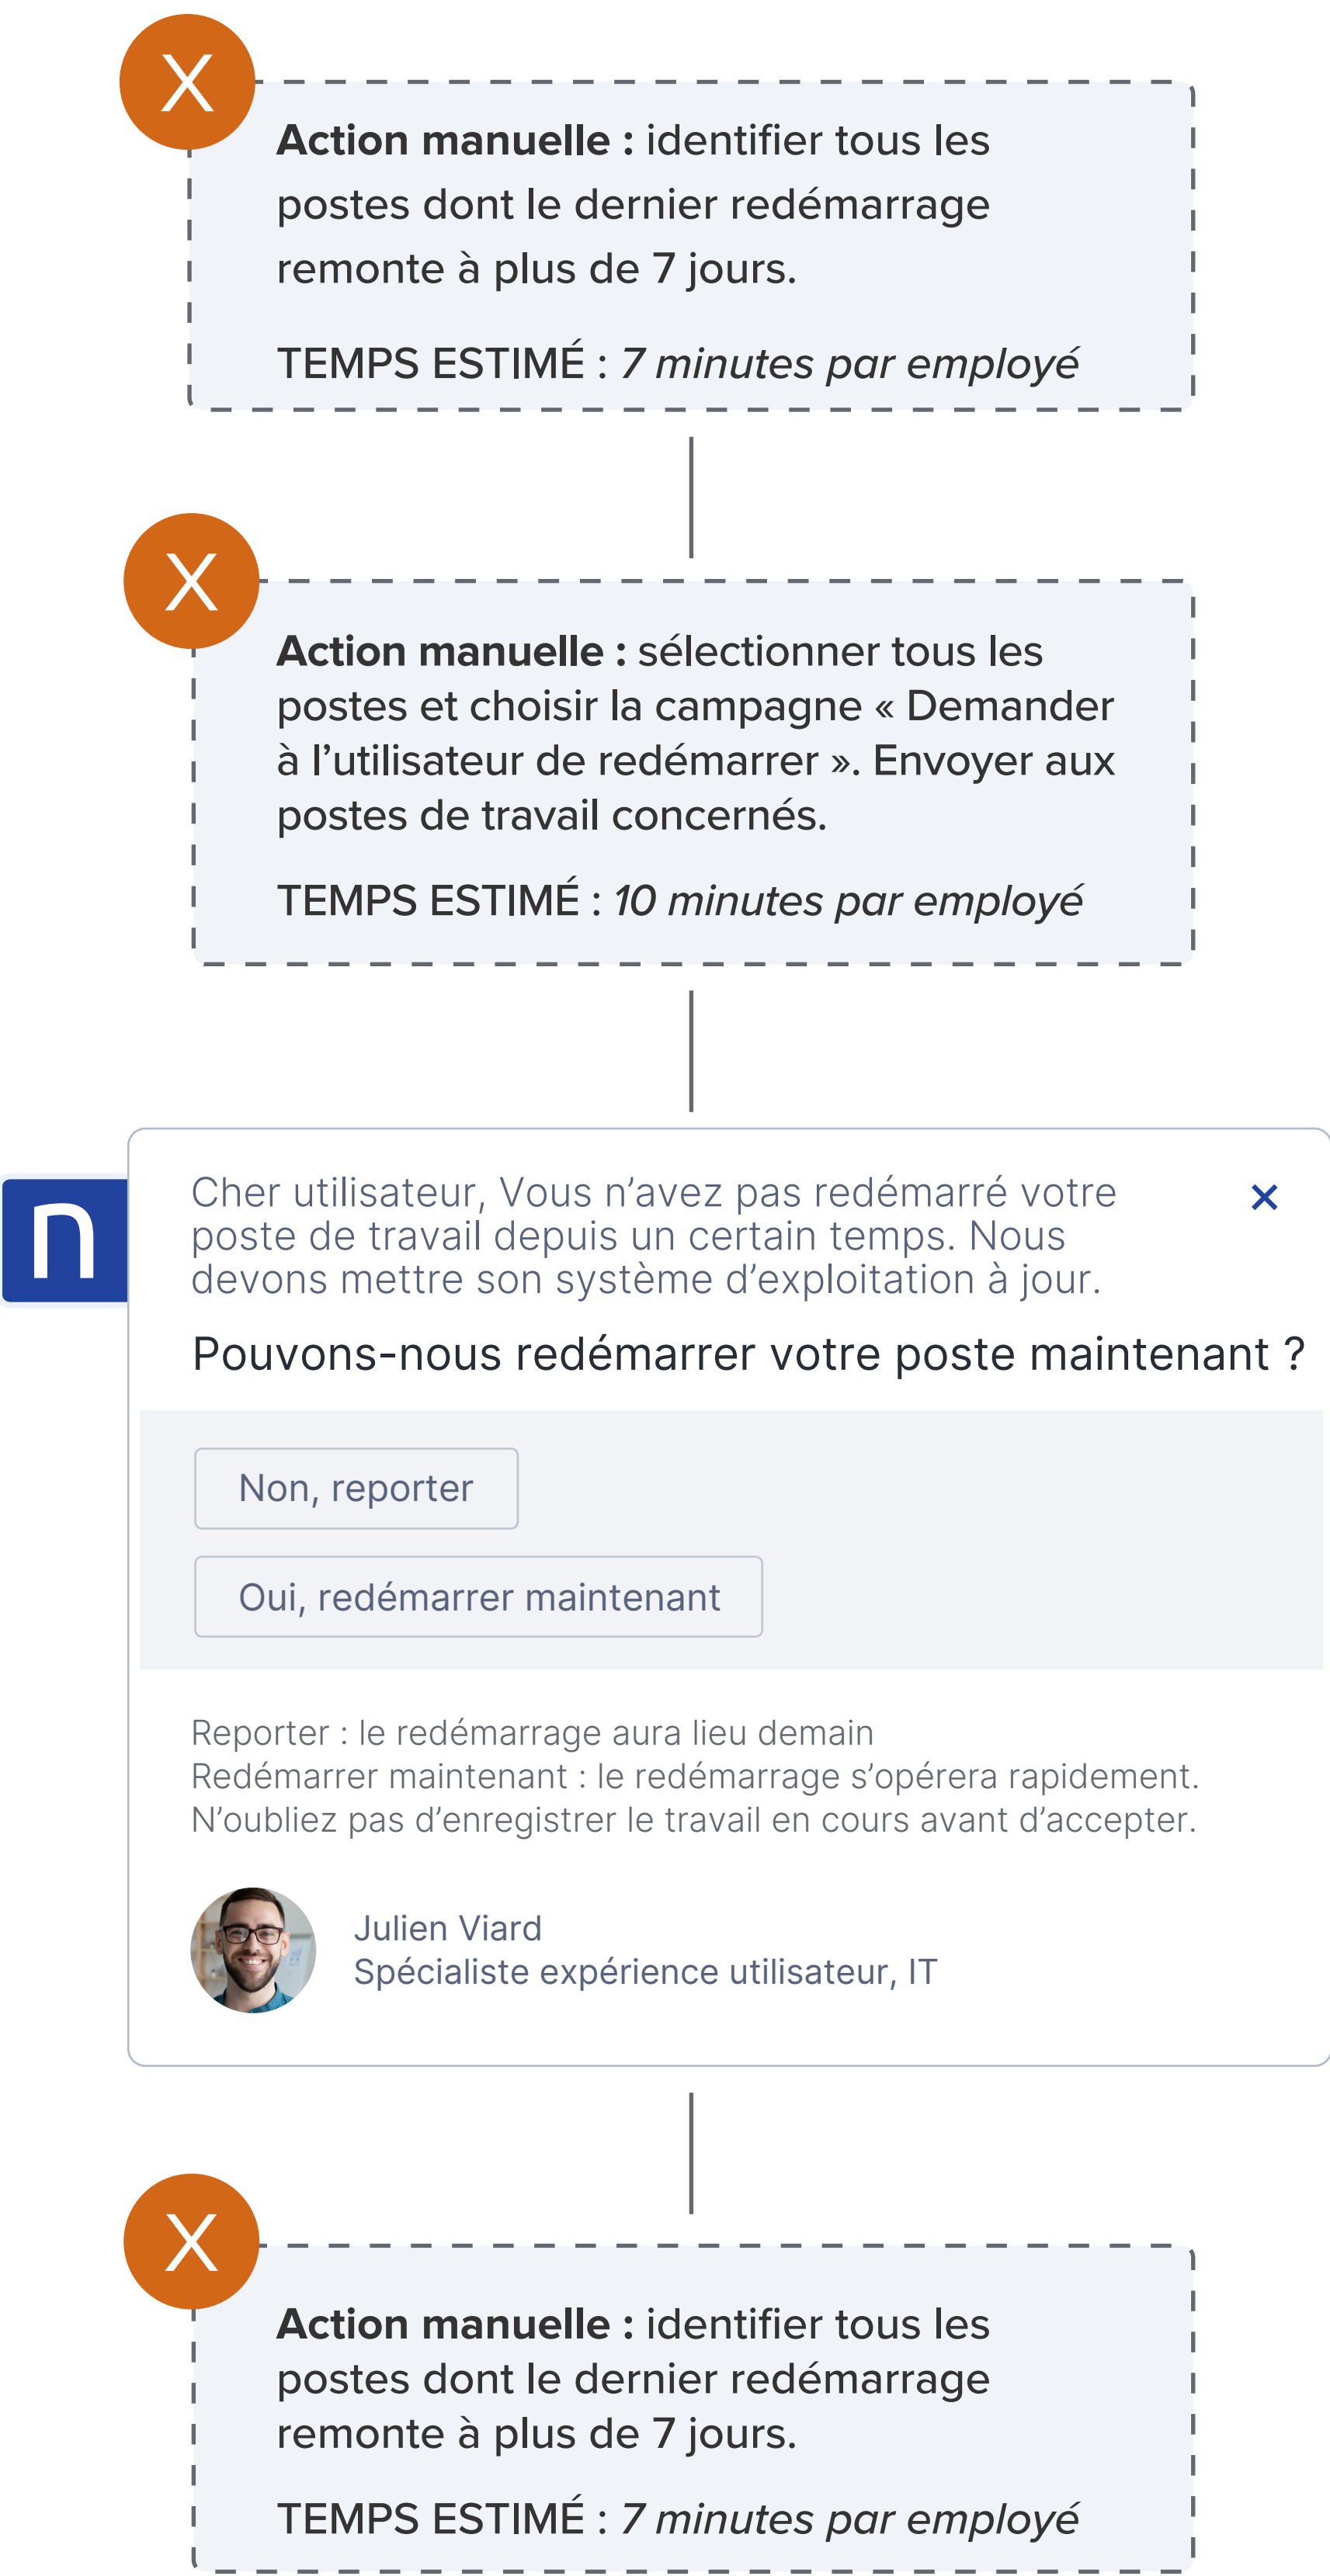 X
Action manuelle : identifier tous les
postes dont le dernier redémarrage
remonte à plus de 7 jours.
TEMPS ESTIMÉ : 7 minutes par employé
X
Action manuelle : sélectionner tous les
postes et choisir la campagne « Demander
à l’utilisateur de redémarrer ». Envoyer aux
postes de travail concernés.
TEMPS ESTIMÉ : 10 minutes par employé
n
Cher utilisateur, Vous n’avez pas redémarré votre
poste de travail depuis un certain temps. Nous
devons mettre son système d’exploitation à jour.
Pouvons-nous redémarrer votre poste maintenant ?
Non, reporter
Oui, redémarrer maintenant
Reporter : le redémarrage aura lieu demain
Redémarrer maintenant : le redémarrage s’opérera rapidement.
N’oubliez pas d’enregistrer le travail en cours avant d’accepter.
Julien Viard
Spécialiste expérience utilisateur, IT
X
Action manuelle : identifier tous les
postes dont le dernier redémarrage
remonte à plus de 7 jours.
TEMPS ESTIMÉ : 7 minutes par employé